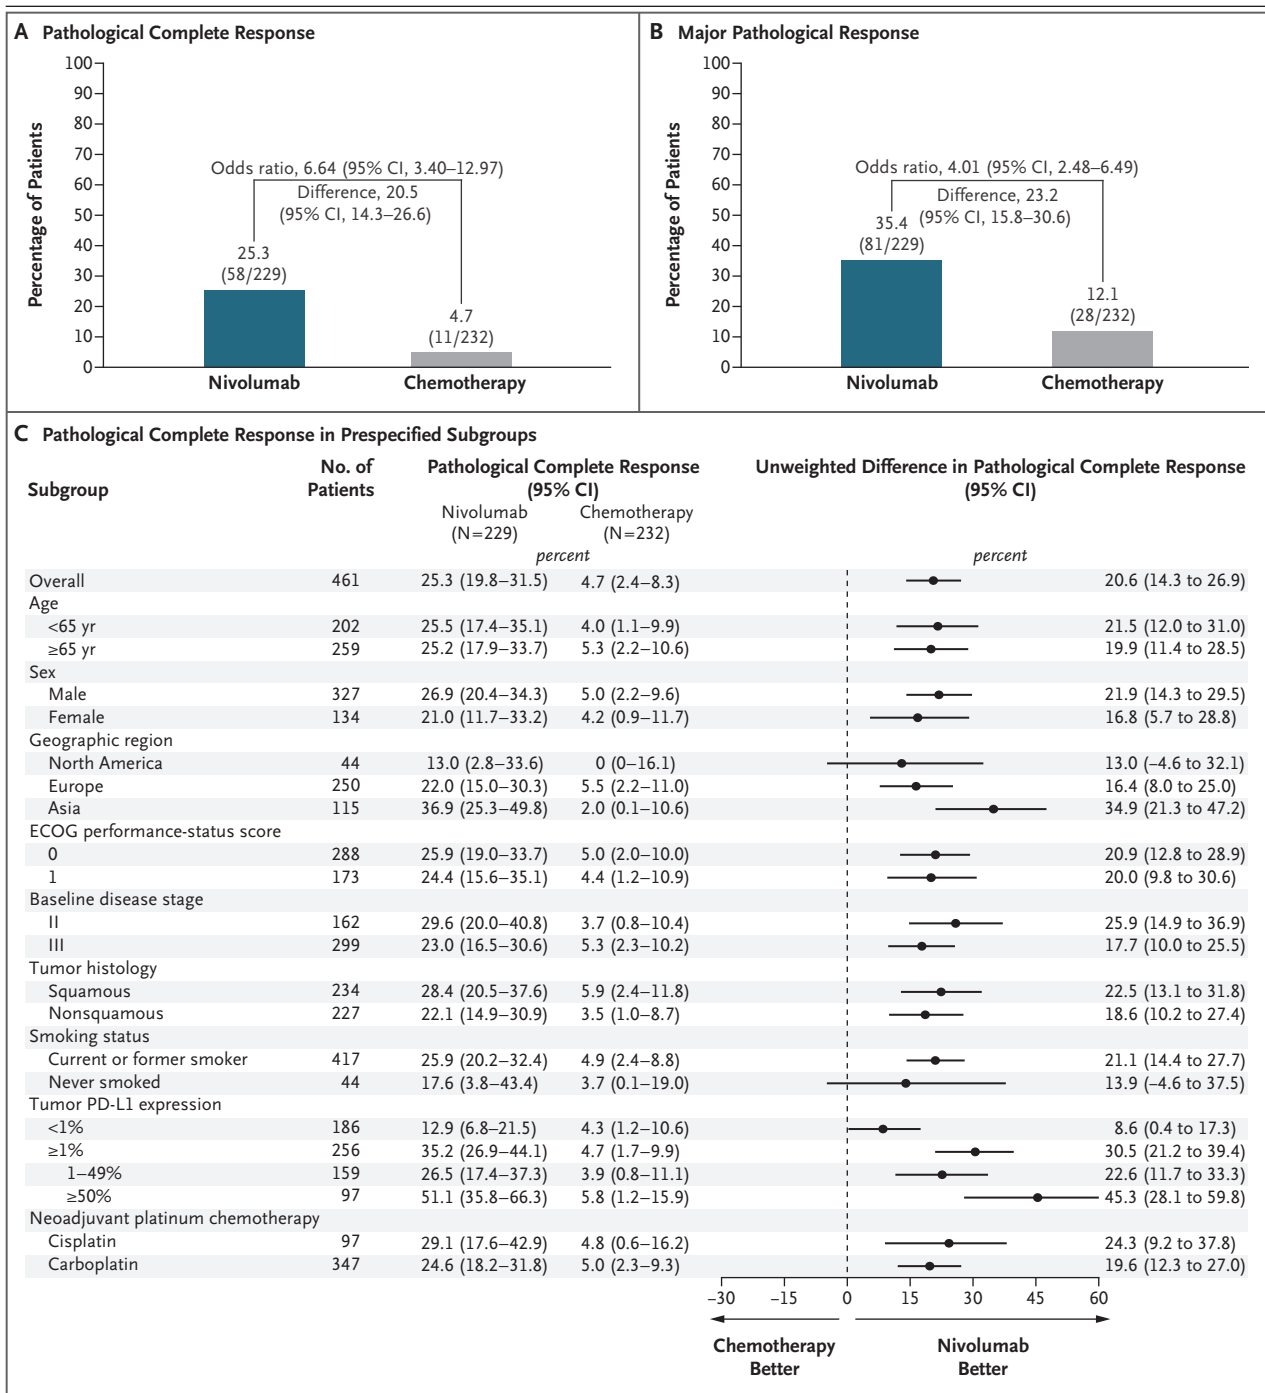 A Pathological Complete Response
100
90
80
70
60
50
40
30
20
10
0
Percentage of Patients
Odds ratio, 6.64 (95% CI, 3.40–12.97)
Difference, 20.5
(95% CI, 14.3–26.6)
25.3
(58/229)
4.7
(11/232)
Nivolumab Chemotherapy
B Major Pathological Response
100
90
80
70
60
50
40
30
20
10
0
Percentage of Patients
Odds ratio, 4.01 (95% CI, 2.48–6.49)
Difference, 23.2
(95% CI, 15.8–30.6)
35.4
(81/229)
12.1
(28/232)
Nivolumab Chemotherapy
C Pathological Complete Response in Prespecified Subgroups
Subgroup
No. of
Patients
Pathological Complete Response
(95% CI)
Unweighted Difference in Pathological Complete Response
(95% CI)
Nivolumab
(N=229)
Chemotherapy
(N=232)
percent
percent
Overall 461 25.3 (19.8–31.5) 4.7 (2.4–8.3) 20.6 (14.3 to 26.9)
Age
<65 yr 202 25.5 (17.4–35.1) 4.0 (1.1–9.9) 21.5 (12.0 to 31.0)
≥65 yr 259 25.2 (17.9–33.7) 5.3 (2.2–10.6) 19.9 (11.4 to 28.5)
Sex
Male 327 26.9 (20.4–34.3) 5.0 (2.2–9.6) 21.9 (14.3 to 29.5)
Female 134 21.0 (11.7–33.2) 4.2 (0.9–11.7) 16.8 (5.7 to 28.8)
Geographic region
North America 44 13.0 (2.8–33.6) 0 (0–16.1) 13.0 (–4.6 to 32.1)
Europe 250 22.0 (15.0–30.3) 5.5 (2.2–11.0) 16.4 (8.0 to 25.0)
Asia 115 36.9 (25.3–49.8) 2.0 (0.1–10.6) 34.9 (21.3 to 47.2)
ECOG performance-status score
0 288 25.9 (19.0–33.7) 5.0 (2.0–10.0) 20.9 (12.8 to 28.9)
1 173 24.4 (15.6–35.1) 4.4 (1.2–10.9) 20.0 (9.8 to 30.6)
Baseline disease stage
II 162 29.6 (20.0–40.8) 3.7 (0.8–10.4) 25.9 (14.9 to 36.9)
III 299 23.0 (16.5–30.6) 5.3 (2.3–10.2) 17.7 (10.0 to 25.5)
Tumor histology
Squamous 234 28.4 (20.5–37.6) 5.9 (2.4–11.8) 22.5 (13.1 to 31.8)
Nonsquamous 227 22.1 (14.9–30.9) 3.5 (1.0–8.7) 18.6 (10.2 to 27.4)
Smoking status
Current or former smoker 417 25.9 (20.2–32.4) 4.9 (2.4–8.8) 21.1 (14.4 to 27.7)
Never smoked 44 17.6 (3.8–43.4) 3.7 (0.1–19.0) 13.9 (–4.6 to 37.5)
Tumor PD-L1 expression
<1% 186 12.9 (6.8–21.5) 4.3 (1.2–10.6) 8.6 (0.4 to 17.3)
≥1% 256 35.2 (26.9–44.1) 4.7 (1.7–9.9) 30.5 (21.2 to 39.4)
1–49% 159 26.5 (17.4–37.3) 3.9 (0.8–11.1) 22.6 (11.7 to 33.3)
≥50% 97 51.1 (35.8–66.3) 5.8 (1.2–15.9) 45.3 (28.1 to 59.8)
Neoadjuvant platinum chemotherapy
Cisplatin 97 29.1 (17.6–42.9) 4.8 (0.6–16.2) 24.3 (9.2 to 37.8)
Carboplatin 347 24.6 (18.2–31.8) 5.0 (2.3–9.3) 19.6 (12.3 to 27.0)
–30 –15 0 15 30 45 60
Chemotherapy
Better
Nivolumab
Better